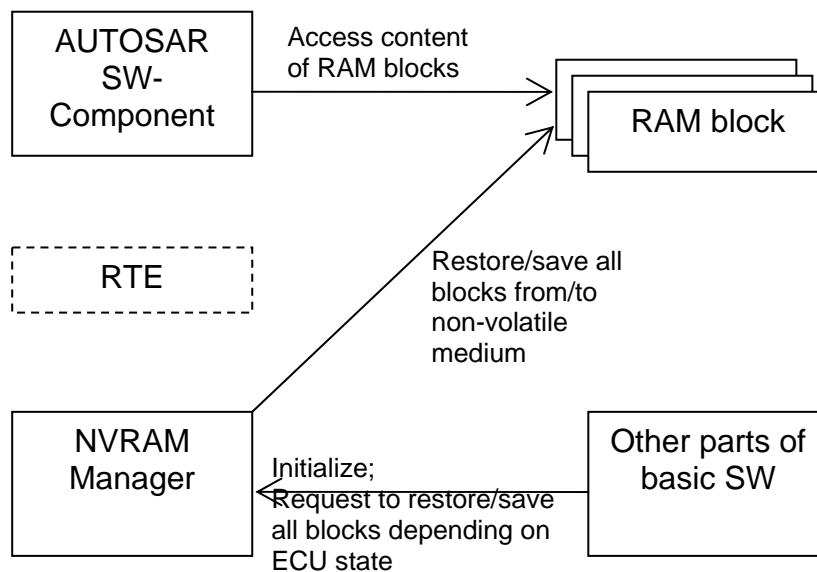 AUTOSAR
SW-
Component
Access content
of RAM blocks
RAM block
RTE
Restore/save all
blocks from/to
non-volatile
medium
NVRAM
Manager
Initialize;
Request to restore/save
all blocks depending on
ECU state
Other parts of
basic SW